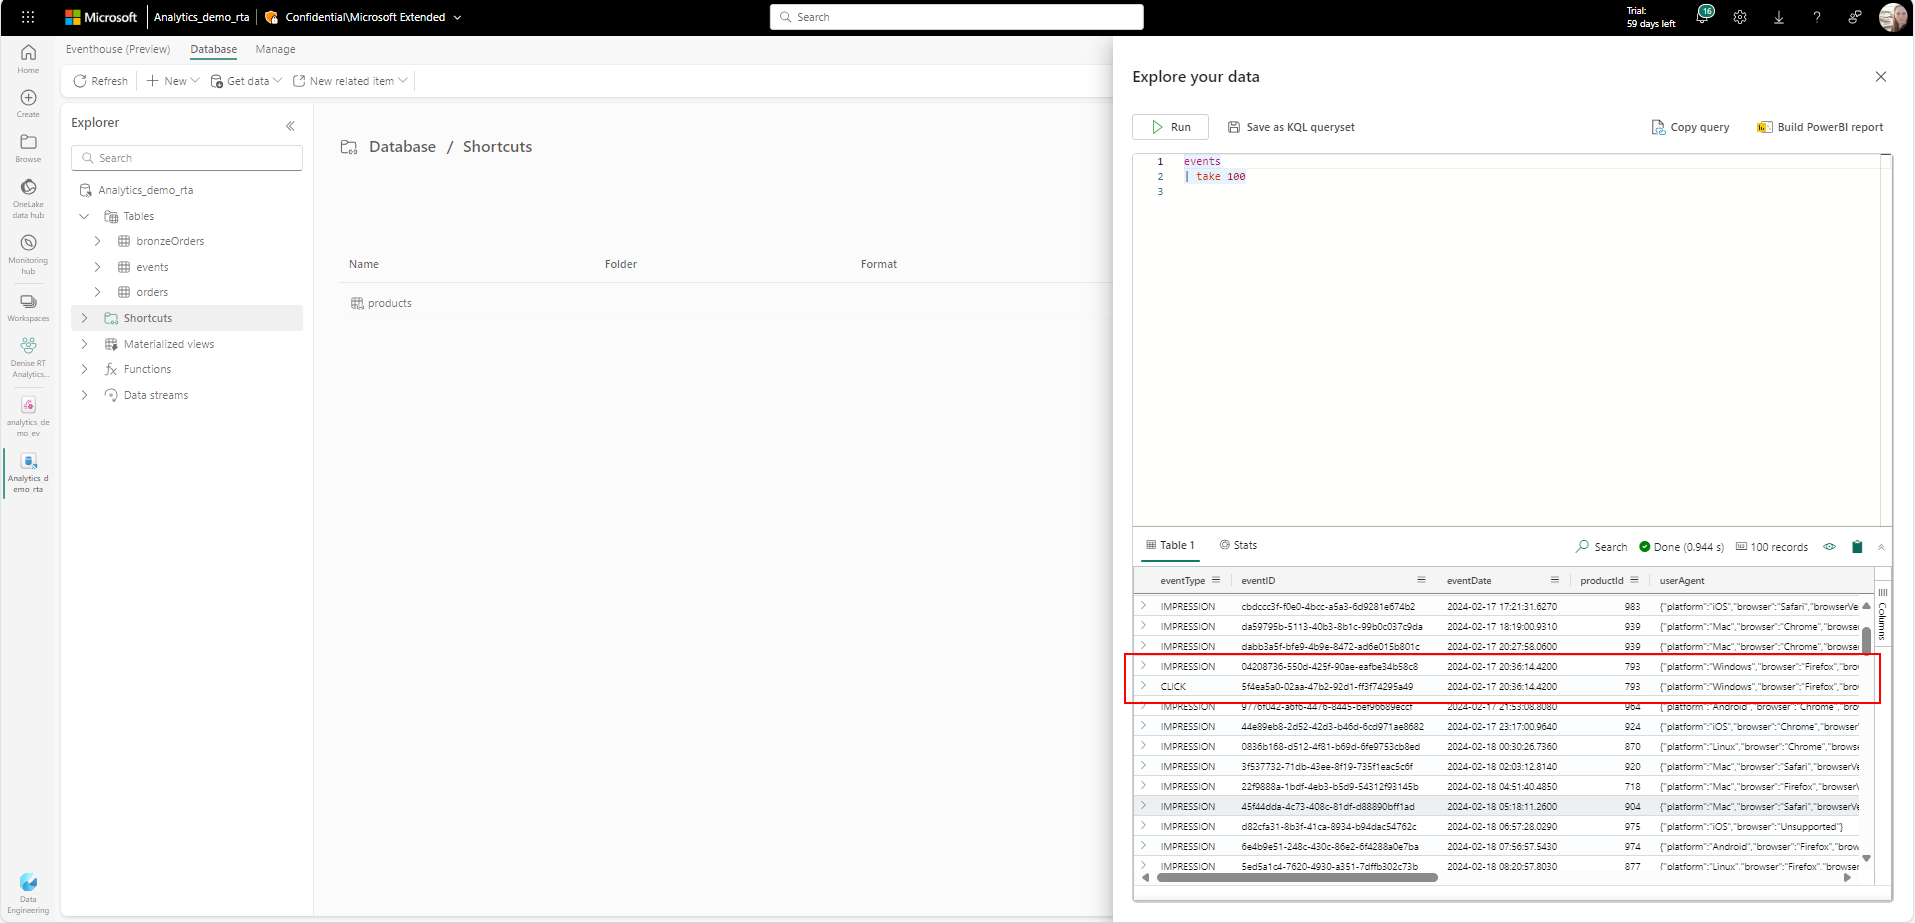 Microsoft Analytics_demo_rta Confidential\Microsoft Extended
Search
Trial:
59 days left
16
Home
Create
Browse
OneLake
data hub
Monitoring
hub
Workspaces
Denise RT
Analytics...
analytics_de
mo_ev
Analytics_d
emo_rta
Data
Engineering
Eventhouse (Preview) Database Manage
Refresh New Get data New related item
Explorer
Search
Analytics_demo_rta
Tables
bronzeOrders
events
orders
Shortcuts
Materialized views
Functions
Data streams
Database / Shortcuts
Name Folder Format
products
Explore your data
Run Save as KQL queryset Copy query Build PowerBI report
1 events
2 | take 100
3
Table 1 Stats Search Done (0.944 s) 100 records
eventType eventID eventDate productId userAgent
IMPRESSION cbdccc3f-f0e0-4bcc-a5a3-6d9281e674b2 2024-02-17 17:21:31.6270 983 {"platform":"iOS","browser":"Safari","browserVe
IMPRESSION da59795b-5113-40b3-8b1c-99b0c037c9da 2024-02-17 18:19:00.9310 939 {"platform":"Mac","browser":"Chrome","browser
IMPRESSION dabb3a5f-bfe9-4b9e-8472-ad6e015b801c 2024-02-17 20:27:58.0600 939 {"platform":"Mac","browser":"Chrome","browser
IMPRESSION 04208736-550d-425f-90ae-eafbe34b58c8 2024-02-17 20:36:14.4200 793 {"platform":"Windows","browser":"Firefox","brow
CLICK 5f4ea5a0-02aa-47b2-92d1-ff3f74295a49 2024-02-17 20:36:14.4200 793 {"platform":"Windows","browser":"Firefox","brow
IMPRESSION 9776f042-a6f6-4476-8445-bef96689eccf 2024-02-17 21:53:08.8080 964 {"platform":"Android","browser":"Chrome","brow
IMPRESSION 44e89eb8-2d52-42d3-b46d-6cd971ae8682 2024-02-17 23:17:00.9640 924 {"platform":"iOS","browser":"Chrome","browser
IMPRESSION 0836b168-d512-4f81-b69d-6fe9753cb8ed 2024-02-18 00:30:26.7360 870 {"platform":"Linux","browser":"Chrome","browse
IMPRESSION 3f537732-71db-43ee-8f19-735f1eac5c6f 2024-02-18 02:03:12.8140 920 {"platform":"Mac","browser":"Safari","browserVe
IMPRESSION 22f9888a-1bdf-4eb3-b5d9-54312f93145b 2024-02-18 04:51:40.4850 718 {"platform":"Mac","browser":"Firefox","browserV
IMPRESSION 45f44dda-4c73-408c-81df-d88890bff1ad 2024-02-18 05:18:11.2600 904 {"platform":"Mac","browser":"Safari","browserVe
IMPRESSION d82cfa31-8b3f-41ca-8934-b94dac54762c 2024-02-18 06:57:28.0290 975 {"platform":"iOS","browser":"Unsupported"}
IMPRESSION 6e4b9e51-248c-430c-86e2-6f4288a0e7ba 2024-02-18 07:56:57.5430 974 {"platform":"Android","browser":"Firefox","brow
IMPRESSION 5ed5a1c4-7620-4930-a351-7dffb302c73b 2024-02-18 08:20:57.8030 877 {"platform":"Linux","browser":"Firefox","browse
Columns